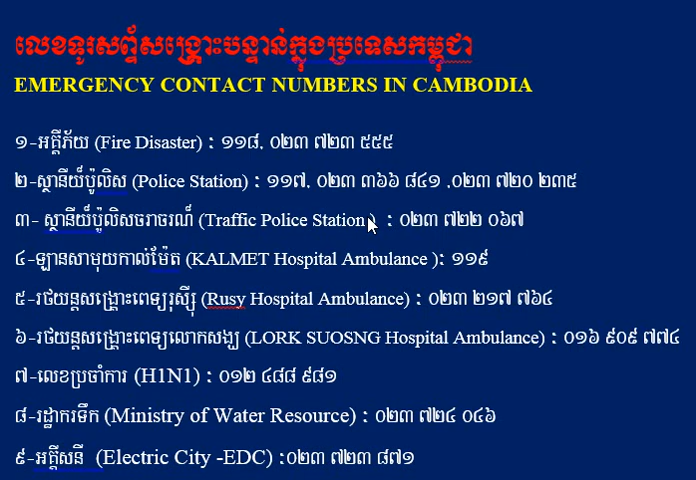 លេខទូរសព្ទ័សង្គ្រោះបន្ទាន់ក្នុងប្រទេសកម្ពុជា
EMERGENCY CONTACT NUMBERS IN CAMBODIA
១-អគ្គីភ័យ (Fire Disaster) : ១១៨, ០២៣ ៧២៣ ៥៥៥
២-ស្ថានីយ៍ប៉ូលិស (Police Station) : ១១៧, ០២៣ ៣៦៦ ៨៤១ ,០២៣ ៧២០ ២៣៥
៣- ស្ថានីយ៍ប៉ូលិសចរាចរណ៍ (Traffic Police Station ) : ០២៣ ៧២២ ០៦៧
៤-ឡានសាមុយកាល់ម៉ែត (KALMET Hospital Ambulance ): ១១៩
៥-រថយន្តសង្គ្រោះពេទ្យរុស្ស៊ី (Rusy Hospital Ambulance) : ០២៣ ២១៧ ៧៦៤
៦-រថយន្តសង្គ្រោះពេទ្យលោកសង្ឃ (LORK SUOSNG Hospital Ambulance) : ០១៦ ៩០៩ ៧៧៤
៧-លេខប្រចាំការ (H1N1) : ០១២ ៤៨៨ ៩៨១
៨-រដ្ឋាករទឹក (Ministry of Water Resource) : ០២៣ ៧២៤ ០៤៦
៩-អគ្គីសនី (Electric City -EDC) :០២៣ ៧២៣ ៨៧១